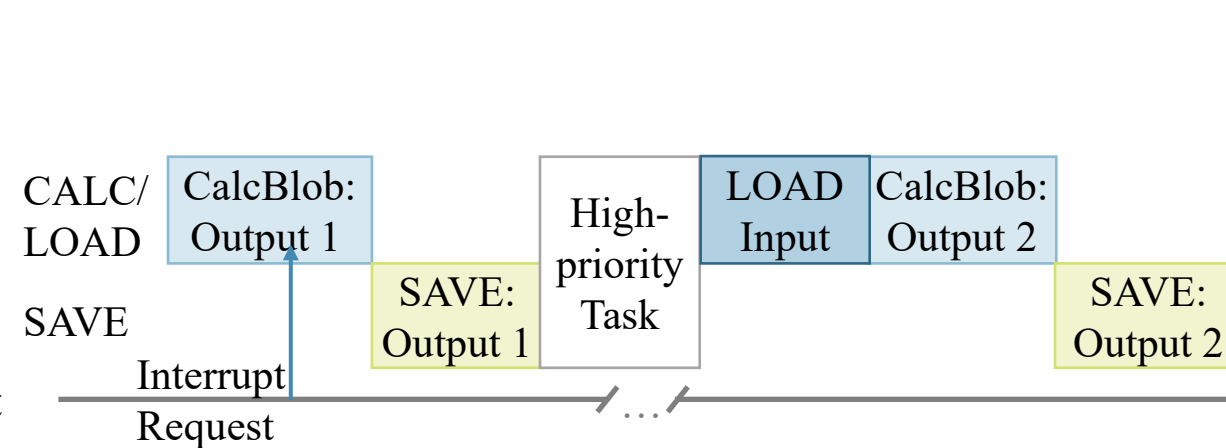 CALC/
LOAD
CalcBlob:
Output 1
High-
priority
Task
LOAD
Input
CalcBlob:
Output 2
SAVE
SAVE:
Output 1
SAVE:
Output 2
Interrupt
Request
...